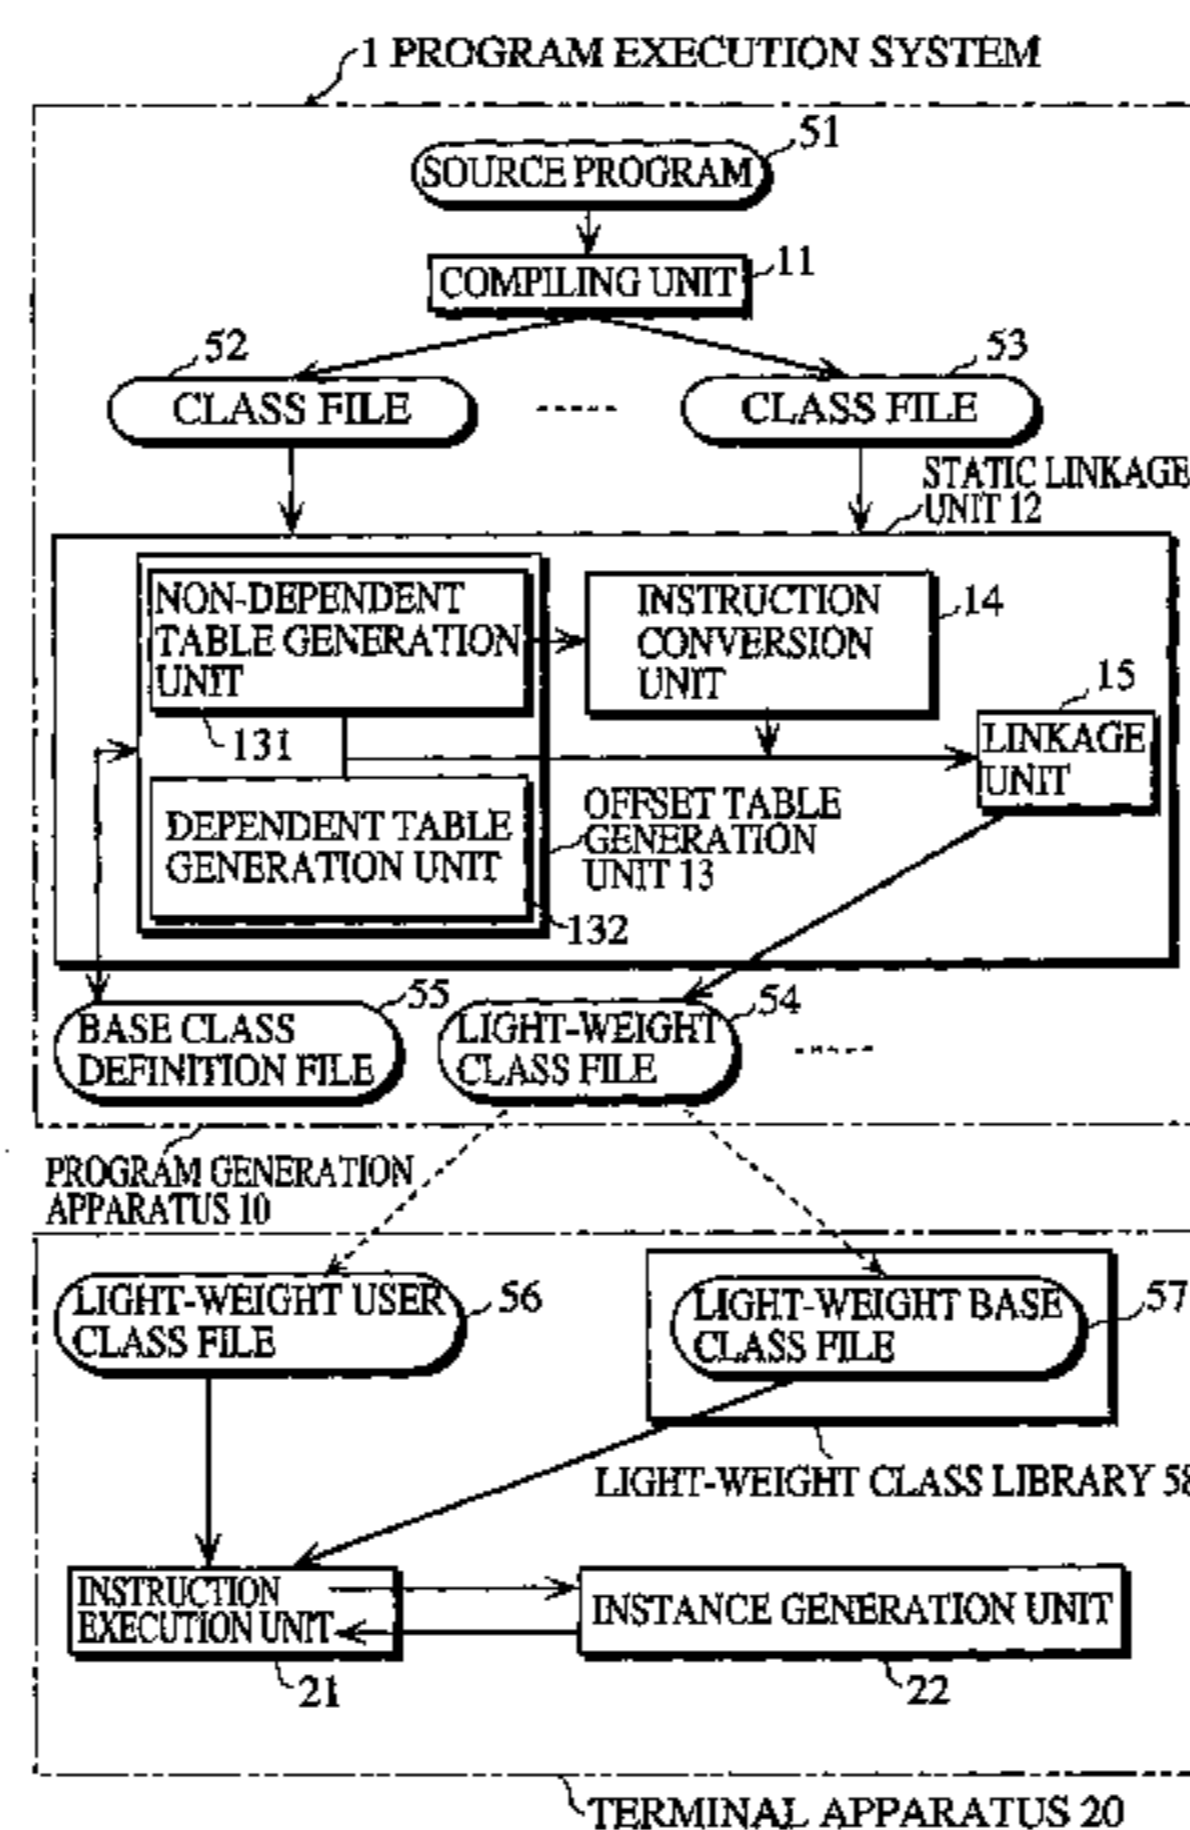 1 PROGRAM EXECUTION SYSTEM
51
SOURCE PROGRAM
COMPILING UNIT
11
52
53
CLASS FILE
CLASS FILE
STATIC LINKAGE
UNIT 12
NON-DEPENDENT
TABLE GENERATION
UNIT
131
INSTRUCTION
CONVERSION
UNIT
14
15
LINKAGE
UNIT
DEPENDENT TABLE
GENERATION UNIT
132
OFFSET TABLE
GENERATION
UNIT 13
55
BASE CLASS
DEFINITION FILE
54
LIGHT-WEIGHT
CLASS FILE
PROGRAM GENERATION
APPARATUS 10
LIGHT-WEIGHT USER
CLASS FILE
56
LIGHT-WEIGHT BASE
CLASS FILE
57
LIGHT-WEIGHT CLASS LIBRARY 58
INSTRUCTION
EXECUTION UNIT
21
INSTANCE GENERATION UNIT
22
TERMINAL APPARATUS 20